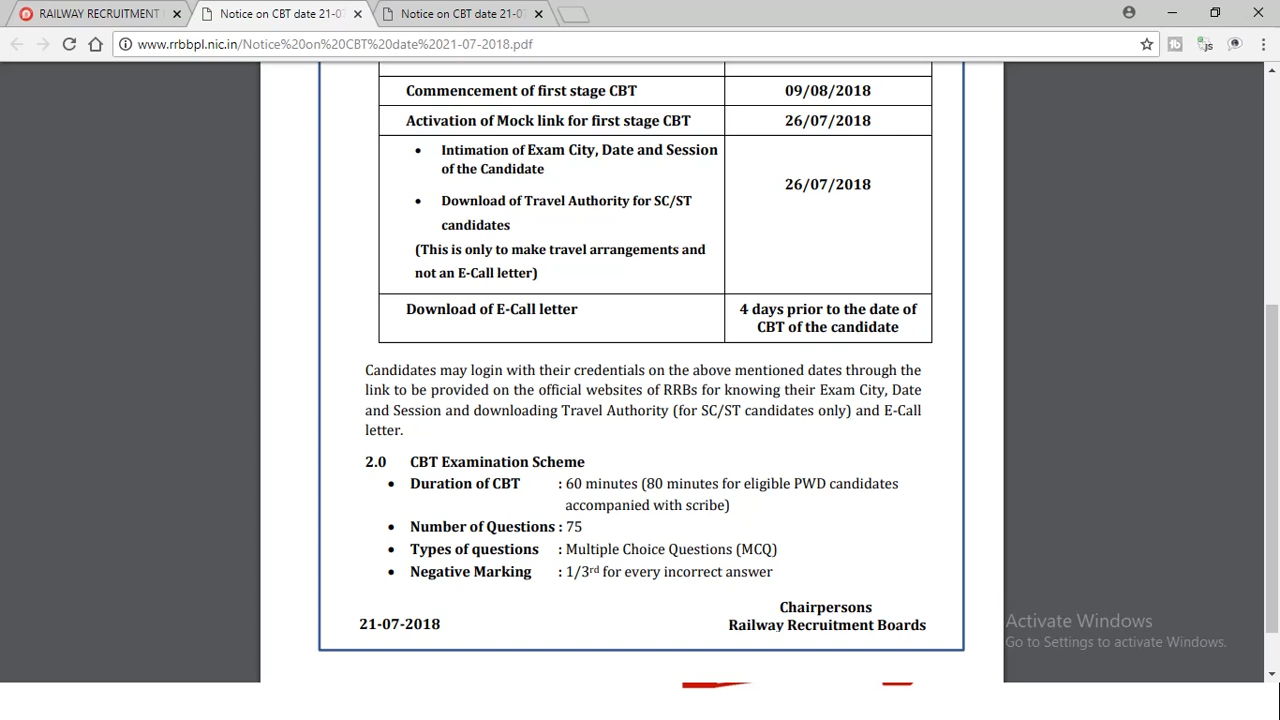 RAILWAY RECRUITMENT
Notice on CBT date 21-07
Notice on CBT date 21-07
www.rrbbpl.nic.in/Notice%20on%20CBT%20date%2021-07-2018.pdf
Commencement of first stage CBT 09/08/2018
Activation of Mock link for first stage CBT 26/07/2018
• Intimation of Exam City, Date and Session
of the Candidate
26/07/2018
• Download of Travel Authority for SC/ST
candidates
(This is only to make travel arrangements and
not an E-Call letter)
Download of E-Call letter 4 days prior to the date of
CBT of the candidate
Candidates may login with their credentials on the above mentioned dates through the
link to be provided on the official websites of RRBs for knowing their Exam City, Date
and Session and downloading Travel Authority (for SC/ST candidates only) and E-Call
letter.
2.0 CBT Examination Scheme
• Duration of CBT : 60 minutes (80 minutes for eligible PWD candidates
accompanied with scribe)
• Number of Questions : 75
• Types of questions : Multiple Choice Questions (MCQ)
• Negative Marking : 1/3rd for every incorrect answer
Chairpersons
21-07-2018 Railway Recruitment Boards
Activate Windows
Go to Settings to activate Windows.